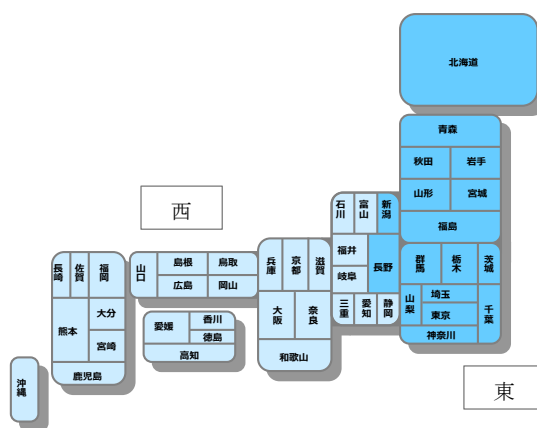 北海道
青森
秋田 岩手
山形 宮城
福島
西
石川 富山 新潟
福井 長野
岐阜
三重 愛知 静岡
群馬 栃木 茨城
山梨 埼玉 千葉
東京
神奈川
兵庫 京都 滋賀
大阪 奈良
和歌山
山口 島根 鳥取
広島 岡山
愛媛 香川
徳島
高知
長崎 佐賀 福岡
熊本 大分
宮崎
鹿児島
沖縄
東